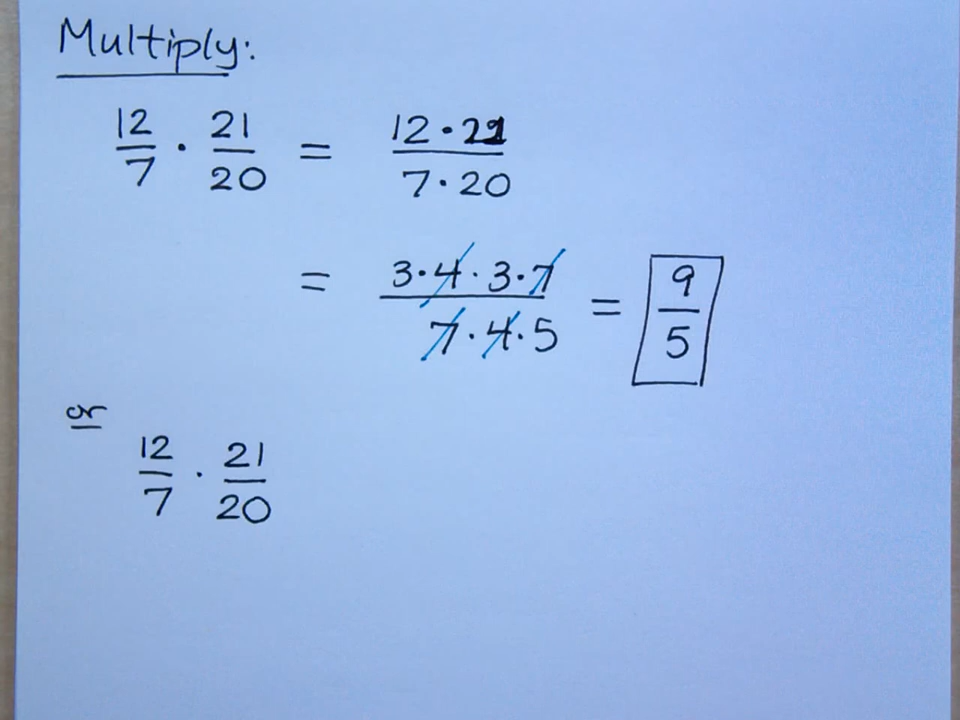 Multiply:
12/7 · 21/20 = 12 · 21 / 7 · 20
= 3 · 4 · 3 · 7 / 7 · 4 · 5 = 9/5
or
12/7 · 21/20